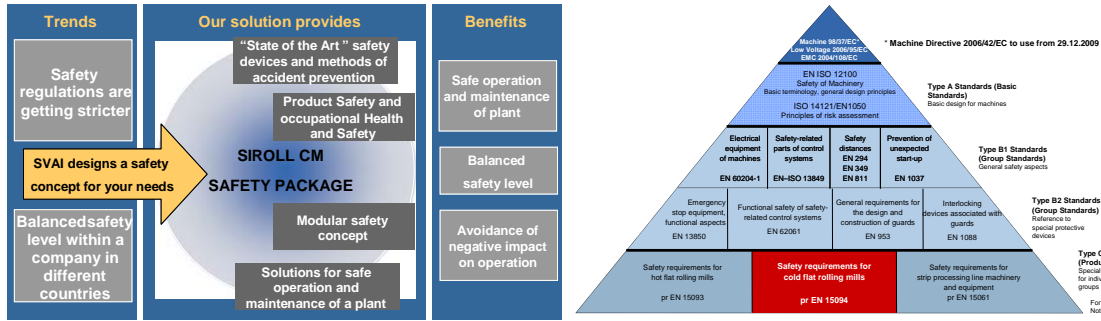 Trends
Our solution provides
Benefits
Safety
regulations are
getting stricter
SVAI designs a safety
concept for your needs
Balancedsafety
level within a
company in
different
countries
“State of the Art ” safety
devices and methods of
accident prevention
Product Safety and
occupational Health
and Safety
SIROLL CM
SAFETY PACKAGE
Modular safety
concept
Solutions for safe
operation and
maintenance of a plant
Safe operation
and maintenance
of plant
Balanced
safety level
Avoidance of
negative impact
on operation
Machine 98/37/EC*
Low Voltage 2006/95/EC
EMC 2004/108/EC
* Machine Directive 2006/42/EC to use from 29.12.2009
EN ISO 12100
Safety of Machinery
Basic terminology, general design principles
ISO 14121/EN1050
Principles of risk assessment
Type A Standards (Basic
Standards)
Basic design for machines
Electrical
equipment
of machines
EN 60204-1
Safety-related
parts of control
systems
EN–ISO 13849
Safety
distances
EN 294
EN 349
EN 811
Prevention of
unexpected
start-up
EN 1037
Type B1 Standards
(Group Standards)
General safety aspects
Emergency
stop equipment,
functional aspects
EN 13850
Functional safety of safety-
related control systems
EN 62061
General requirements for
the design and
construction of guards
EN 953
Interlocking
devices associated with
guards
EN 1088
Type B2 Standards
(Group Standards)
Reference to
special protective
devices
Safety requirements for
hot flat rolling mills
pr EN 15093
Safety requirements for
cold flat rolling mills
pr EN 15094
Safety requirements for
strip processing line machinery
and equipment
pr EN 15061
Type C
(Produ
Special
for indiv
groups
For
Not